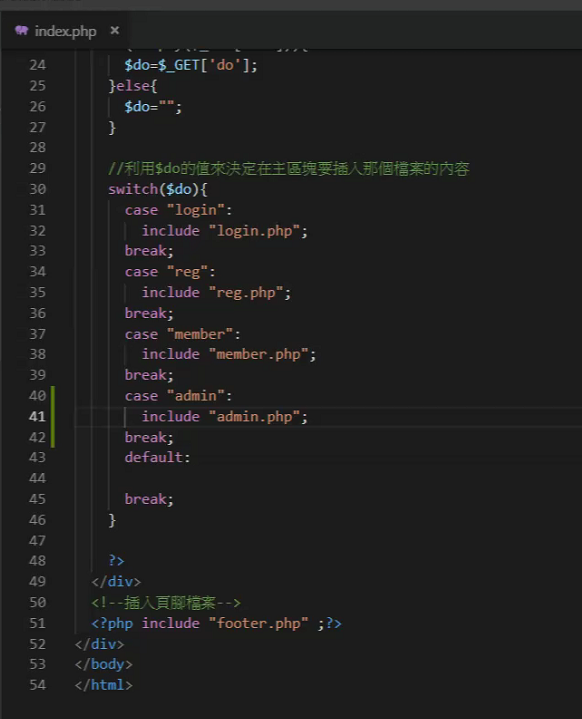 index.php ×
24 $do=$_GET['do'];
25 }else{
26 $do="";
27 }
28
29 //利用$do的值來決定在主區塊要插入那個檔案的內容
30 switch($do){
31 case "login":
32 include "login.php";
33 break;
34 case "reg":
35 include "reg.php";
36 break;
37 case "member":
38 include "member.php";
39 break;
40 case "admin":
41 include "admin.php";
42 break;
43 default:
44
45 break;
46 }
47
48 ?>
49 </div>
50 <!--插入頁腳檔案-->
51 <?php include "footer.php" ;?>
52 </div>
53 </body>
54 </html>